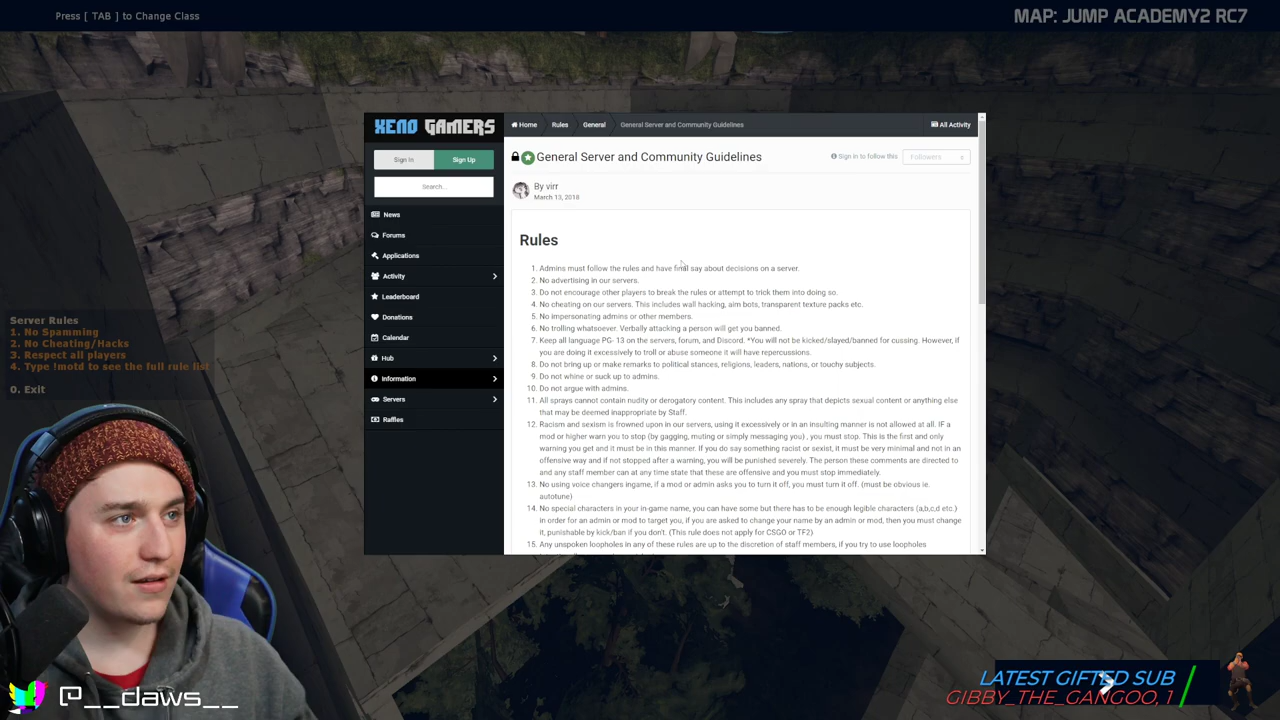 Press [ TAB ] to Change Class
MAP: JUMP ACADEMY2 RC7
XENO GAMERS
Home
Rules
General
General Server and Community Guidelines
All Activity
Sign In
Sign Up
Search...
News
Forums
Applications
Activity
Leaderboard
Donations
Calendar
Hub
Information
Servers
Raffles
General Server and Community Guidelines
Sign in to follow this
Followers
By virr
March 13, 2018
Rules
1. Admins must follow the rules and have final say about decisions on a server.
2. No advertising in our servers.
3. Do not encourage other players to break the rules or attempt to trick them into doing so.
4. No cheating on our servers. This includes wall hacking, aim bots, transparent texture packs etc.
5. No impersonating admins or other members.
6. No trolling whatsoever. Verbally attacking a person will get you banned.
7. Keep all language PG- 13 on the servers, forum, and Discord. *You will not be kicked/slayed/banned for cussing. However, if
you are doing it excessively to troll or abuse someone it will have repercussions.
8. Do not bring up or make remarks to political stances, religions, leaders, nations, or touchy subjects.
9. Do not whine or suck up to admins.
10. Do not argue with admins.
11. All sprays cannot contain nudity or derogatory content. This includes any spray that depicts sexual content or anything else
that may be deemed inappropriate by Staff.
12. Racism and sexism is frowned upon in our servers, using it excessively or in an insulting manner is not allowed at all. IF a
mod or higher warn you to stop (by gagging, muting or simply messaging you) , you must stop. This is the first and only
warning you get and it must be in this manner. If you do say something racist or sexist, it must be very minimal and not in an
offensive way and if not stopped after a warning, you will be punished severely. The person these comments are directed to
and any staff member can at any time state that these are offensive and you must stop immediately.
13. No using voice changers ingame, if a mod or admin asks you to turn it off, you must turn it off. (must be obvious ie.
autotune)
14. No special characters in your in-game name, you can have some but there has to be enough legible characters (a,b,c,d etc.)
in order for an admin or mod to target you, if you are asked to change your name by an admin or mod, then you must change
it, punishable by kick/ban if you don't. (This rule does not apply for CSGO or TF2)
15. Any unspoken loopholes in any of these rules are up to the discretion of staff members, if you try to use loopholes
Server Rules
1. No Spamming
2. No Cheating/Hacks
3. Respect all players
4. Type !motd to see the full rule list
0. Exit
@__daws__
LATEST GIFTED SUB
GIBBY_THE_GANGOO, 1